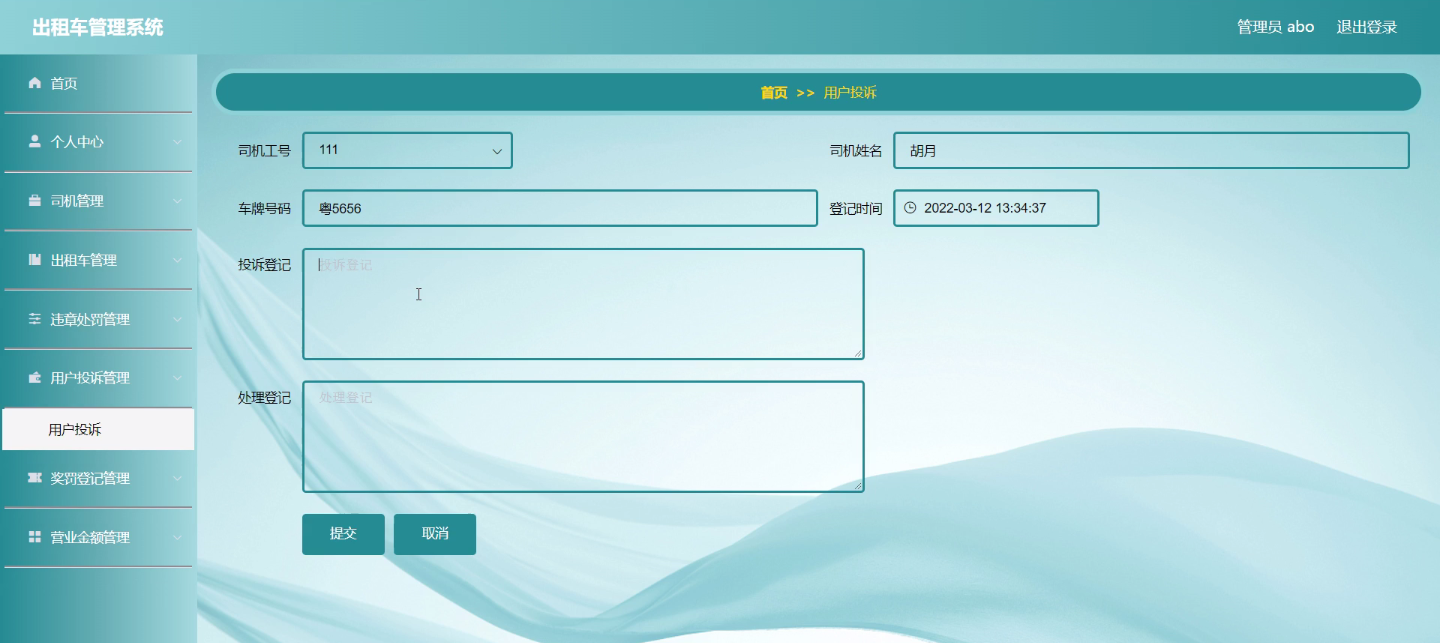 出租车管理系统
管理员 abo 退出登录
首页
个人中心
司机管理
出租车管理
违章处罚管理
用户投诉管理
用户投诉
奖罚登记管理
营业金额管理
首页 >> 用户投诉
司机工号 111 司机姓名 胡月
车牌号码 粤5656 登记时间 2022-03-12 13:34:37
投诉登记 投诉登记
处理登记 处理登记
提交 取消